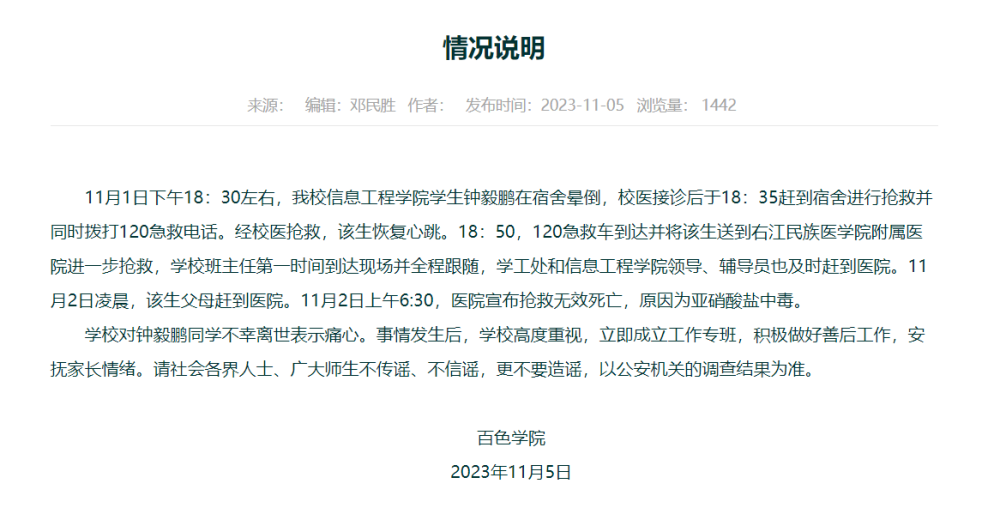 情况说明
来源： 编辑：邓民胜 作者： 发布时间：2023-11-05 浏览量： 1442
11月1日下午18：30左右，我校信息工程学院学生钟毅鹏在宿舍晕倒，校医接诊后于18：35赶到宿舍进行抢救并
同时拨打120急救电话。经校医抢救，该生恢复心跳。18：50，120急救车到达并将该生送到右江民族医学院附属医
院进一步抢救，学校班主任第一时间到达现场并全程跟随，学工处和信息工程学院领导、辅导员也及时赶到医院。11
月2日凌晨，该生父母赶到医院。11月2日上午6:30，医院宣布抢救无效死亡，原因为亚硝酸盐中毒。
学校对钟毅鹏同学不幸离世表示痛心。事情发生后，学校高度重视，立即成立工作专班，积极做好善后工作，安
抚家长情绪。请社会各界人士、广大师生不传谣、不信谣，更不要造谣，以公安机关的调查结果为准。
百色学院
2023年11月5日